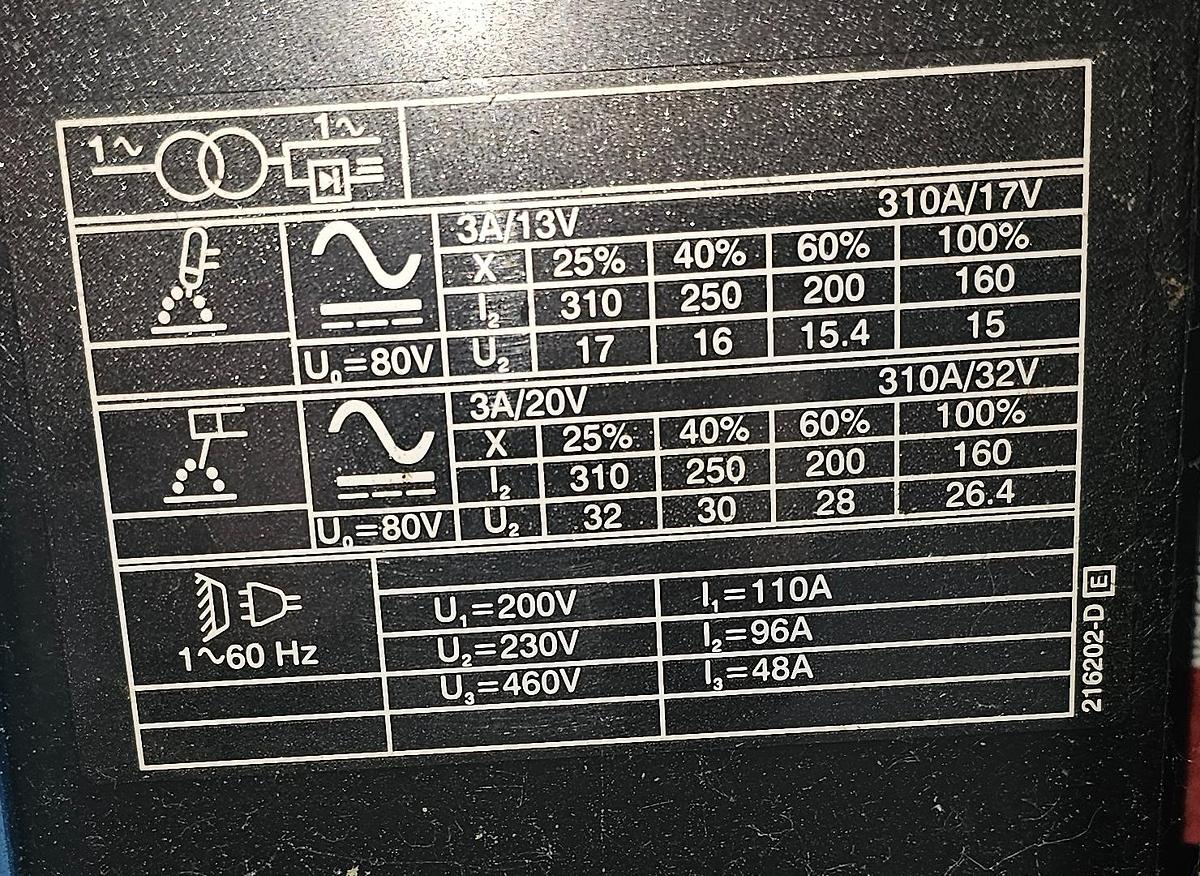 1~ 1~
3A/13V 310A/17V
X 25% 40% 60% 100%
I2 310 250 200 160
U0=80V U2 17 16 15.4 15
3A/20V 310A/32V
X 25% 40% 60% 100%
I2 310 250 200 160
U0=80V U2 32 30 28 26.4
1~60 Hz
U1=200V I1=110A
U2=230V I2=96A
U3=460V I3=48A
216202-D E